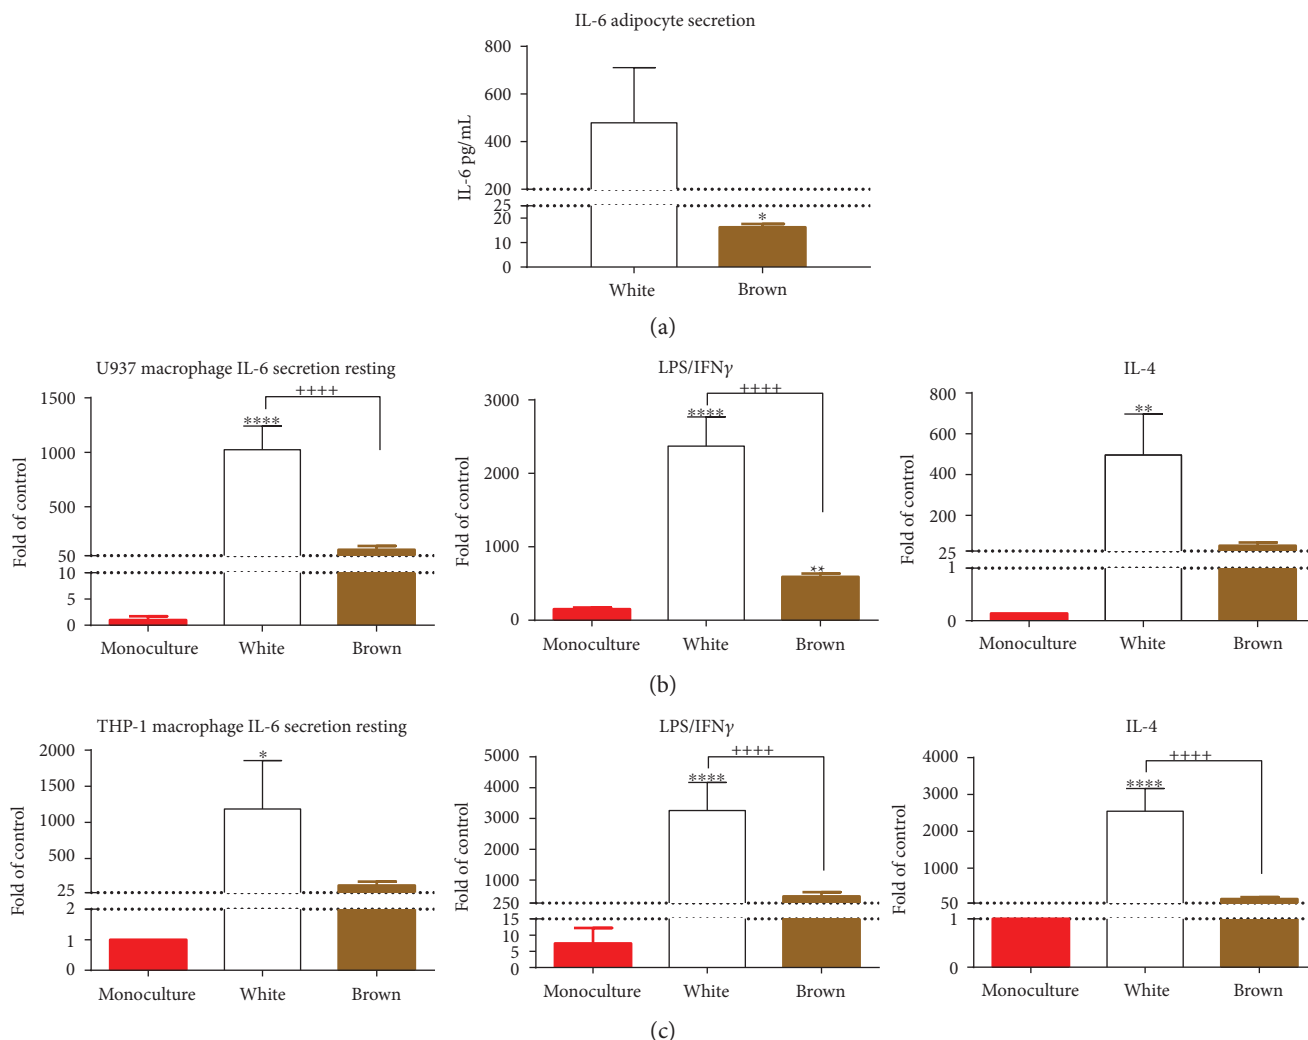 IL-6 adipocyte secretion
IL-6 pg/mL
800
600
400
200
25
20
10
0
*
White
Brown
(a)
U937 macrophage IL-6 secretion resting
Fold of control
1500
1000
500
50
10
5
0
****
++++
Monoculture
White
Brown
LPS/IFNγ
Fold of control
3000
2000
1000
0
****
++++
**
Monoculture
White
Brown
IL-4
Fold of control
800
600
400
200
25
1
0
**
Monoculture
White
Brown
(b)
THP-1 macrophage IL-6 secretion resting
Fold of control
2000
1500
1000
500
25
2
1
0
*
Monoculture
White
Brown
LPS/IFNγ
Fold of control
5000
4000
3000
2000
1000
250
15
10
5
0
****
++++
Monoculture
White
Brown
IL-4
Fold of control
4000
3000
2000
1000
50
1
0
****
++++
Monoculture
White
Brown
(c)